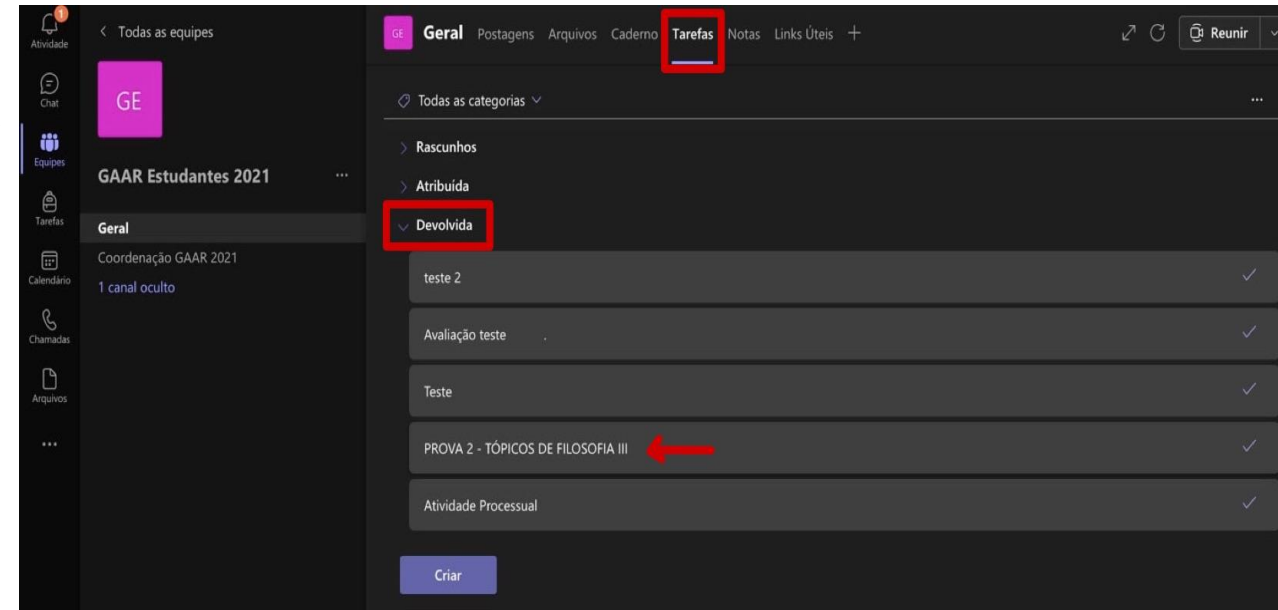 1
Atividade
Chat
Equipes
Tarefas
Calendário
Chamadas
Arquivos
Todas as equipes
GE
GAAR Estudantes 2021
Geral
Coordenação GAAR 2021
1 canal oculto
GE Geral Postagens Arquivos Caderno Tarefas Notas Links Úteis
Reunir
Todas as categorias
Rascunhos
Atribuída
Devolvida
teste 2
Avaliação teste .
Teste
PROVA 2 - TÓPICOS DE FILOSOFIA III
Atividade Processual
Criar